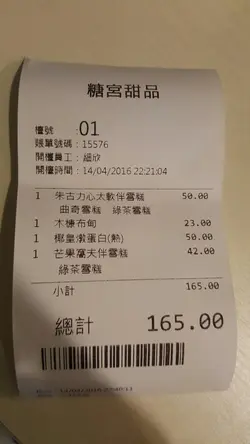 糖宮甜品
檯號 : 01
賬單號碼 : 15576
開檯員工 : 細欣
開檯時間 : 14/04/2016 22:21:04
1 朱古力心太軟伴雪糕 50.00
曲奇雪糕 綠茶雪糕
1 木糠布甸 23.00
1 椰皇燉蛋白(熱) 50.00
1 芒果窩夫伴雪糕 42.00
綠茶雪糕
小計 165.00
總計 165.00